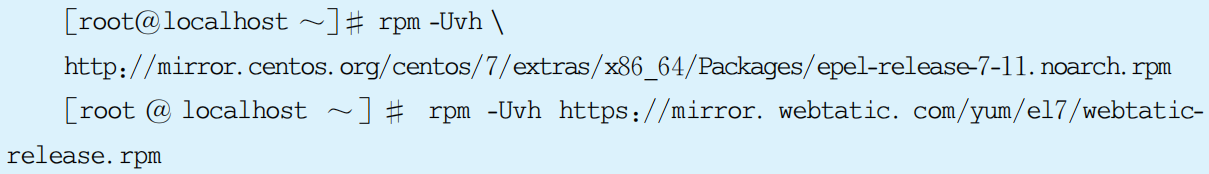 [root@localhost ～]# rpm -Uvh \
http://mirror.centos.org/centos/7/extras/x86_64/Packages/epel-release-7-11.noarch.rpm
[root @ localhost ～] # rpm -Uvh https://mirror. webtatic. com/yum/el7/webtatic-
release.rpm